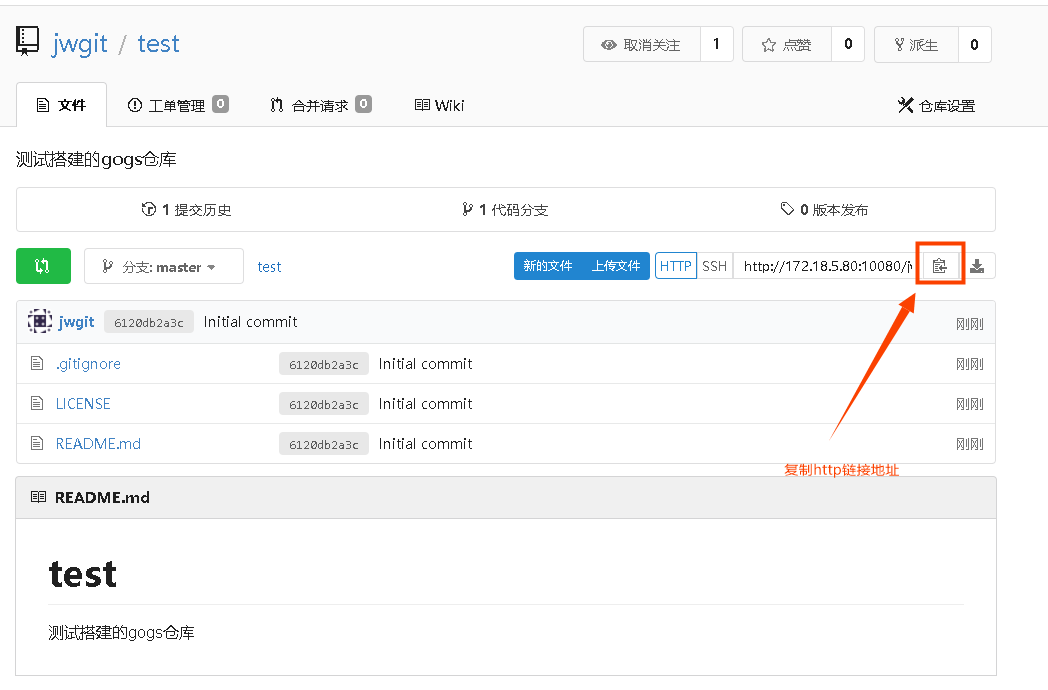 jwgit / test
取消关注 1 点赞 0 派生 0
文件 工单管理 0 合并请求 0 Wiki 仓库设置
测试搭建的gogs仓库
1 提交历史 1 代码分支 0 版本发布
分支: master test 新的文件 上传文件 HTTP SSH http://172.18.5.80:10080/
jwgit 6120db2a3c Initial commit 刚刚
.gitignore 6120db2a3c Initial commit 刚刚
LICENSE 6120db2a3c Initial commit 刚刚
README.md 6120db2a3c Initial commit 刚刚
复制http链接地址
README.md
test
测试搭建的gogs仓库